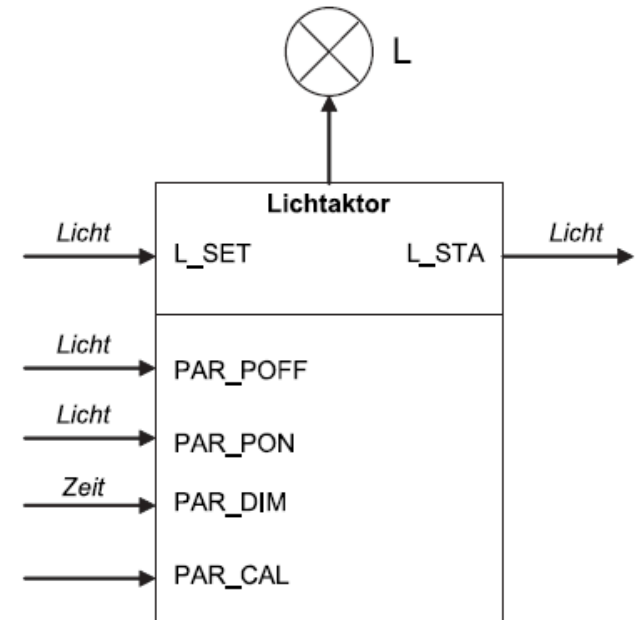 L
Lichtaktor
Licht
L_SET
L_STA
Licht
Licht
PAR_POFF
Licht
PAR_PON
Zeit
PAR_DIM
PAR_CAL